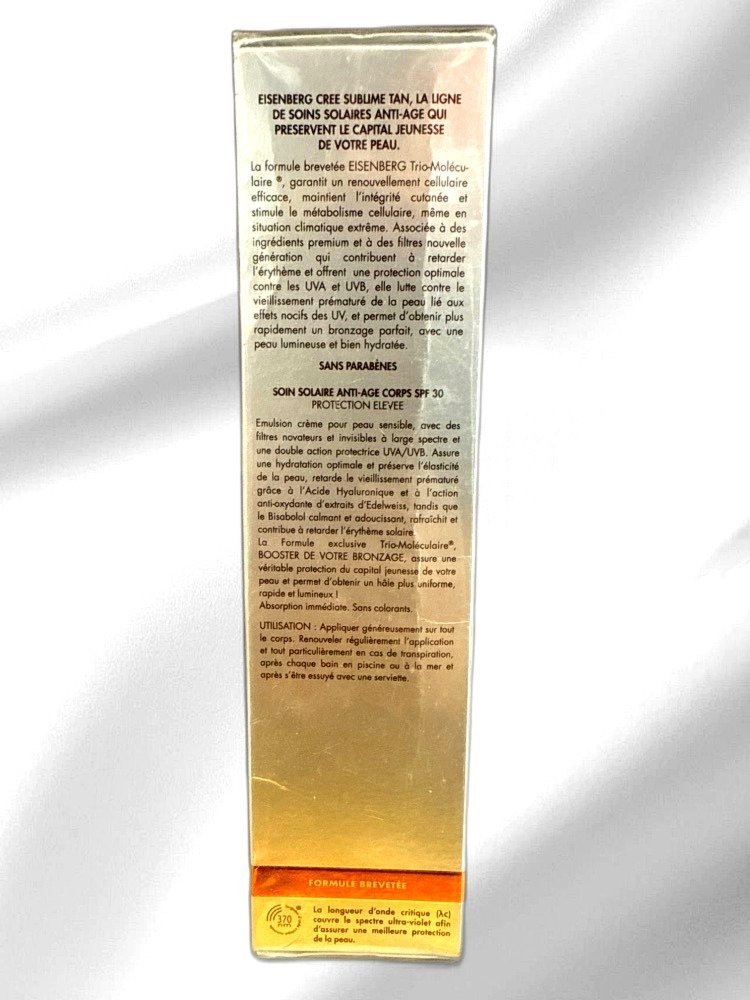 EISENBERG CREE SUBLIME TAN, LA LIGNE
DE SOINS SOLAIRES ANTI-AGE QUI
PRESERVENT LE CAPITAL JEUNESSE
DE VOTRE PEAU.
La formule brevetée EISENBERG Trio-Molécu-
laire ®, garantit un renouvellement cellulaire
efficace, maintient l'intégrité cutanée et
stimule le métabolisme cellulaire, même en
situation climatique extrême. Associée à des
ingrédients premium et à des filtres nouvelle
génération qui contribuent à retarder
l'érythème et offrent une protection optimale
contre les UVA et UVB, elle lutte contre le
vieillissement prématuré de la peau lié aux
effets nocifs des UV, et permet d'obtenir plus
rapidement un bronzage parfait, avec une
peau lumineuse et bien hydratée.
SANS PARABÈNES
SOIN SOLAIRE ANTI-AGE CORPS SPF 30
PROTECTION ELEVEE
Emulsion crème pour peau sensible, avec des
filtres novateurs et invisibles à large spectre et
une double action protectrice UVA/UVB. Assure
une hydratation optimale et préserve l'élasticité
de la peau, retarde le vieillissement prématuré
grâce à l'Acide Hyaluronique et à l'action
anti-oxydante d'extraits d'Edelweiss, tandis que
le Bisabolol calmant et adoucissant, rafraîchit et
contribue à retarder l'érythème solaire.
La Formule exclusive Trio-Moléculaire®,
BOOSTER DE VOTRE BRONZAGE, assure une
véritable protection du capital jeunesse de votre
peau et permet d'obtenir un hâle plus uniforme,
rapide et lumineux !
Absorption immédiate. Sans colorants.
UTILISATION : Appliquer généreusement sur tout
le corps. Renouveler régulièrement l'application
et tout particulièrement en cas de transpiration,
après chaque bain en piscine ou à la mer et
après s'être essuyé avec une serviette.
FORMULE BREVETÉE
370
nm
La longueur d'onde critique (λc)
couvre le spectre ultra-violet afin
d'assurer une meilleure protection
de la peau.